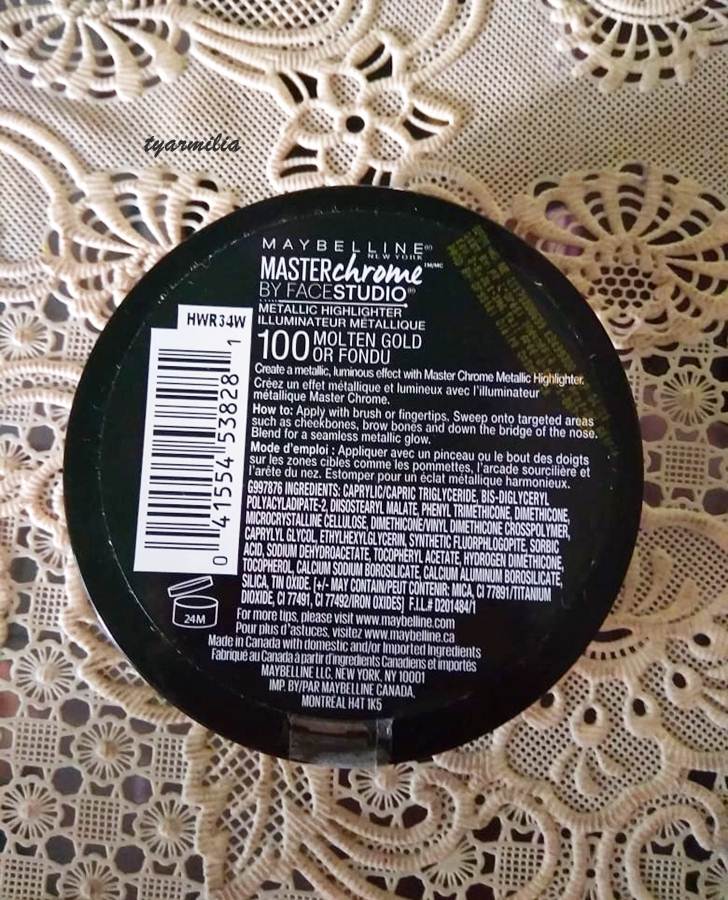 tyarmilia
MAYBELLINE®
NEW YORK
MASTERchrome™/MC
BY FACESTUDIO®
METALLIC HIGHLIGHTER
ILLUMINATEUR MÉTALLIQUE
100 MOLTEN GOLD
OR FONDU
Create a metallic, luminous effect with Master Chrome Metallic Highlighter.
Créez un effet métallique et lumineux avec l'illuminateur
métallique Master Chrome.
How to: Apply with brush or fingertips. Sweep onto targeted areas
such as cheekbones, brow bones and down the bridge of the nose.
Blend for a seamless metallic glow.
Mode d'emploi : Appliquer avec un pinceau ou le bout des doigts
sur les zones cibles comme les pommettes, l'arcade sourcilière et
l'arête du nez. Estomper pour un éclat métallique harmonieux.
G997876 INGREDIENTS: CAPRYLIC/CAPRIC TRIGLYCERIDE, BIS-DIGLYCERYL
POLYACYLADIPATE-2, DIISOSTEARYL MALATE, PHENYL TRIMETHICONE, DIMETHICONE,
MICROCRYSTALLINE CELLULOSE, DIMETHICONE/VINYL DIMETHICONE CROSSPOLYMER,
CAPRYLYL GLYCOL, ETHYLHEXYLGLYCERIN, SYNTHETIC FLUORPHLOGOPITE, SORBIC
ACID, SODIUM DEHYDROACETATE, TOCOPHERYL ACETATE, HYDROGEN DIMETHICONE,
TOCOPHEROL, CALCIUM SODIUM BOROSILICATE, CALCIUM ALUMINUM BOROSILICATE,
SILICA, TIN OXIDE. [+/- MAY CONTAIN/PEUT CONTENIR: MICA, CI 77891/TITANIUM
DIOXIDE, CI 77491, CI 77492/IRON OXIDES] F.I.L.# D201484/1
For more tips, please visit www.maybelline.com
Pour plus d'astuces, visitez www.maybelline.ca
Made in Canada with domestic and/or Imported Ingredients
Fabriqué au Canada à partir d'ingredients Canadiens et importés
MAYBELLINE LLC. NEW YORK, NY 10001
IMP. BY/PAR MAYBELLINE CANADA,
MONTRÉAL H4T 1K5
HWR34W
0 41554 53828 1
24M